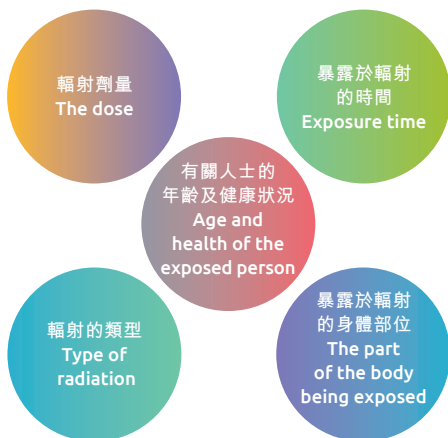 輻射劑量
The dose
暴露於輻射
的時間
Exposure time
有關人士的
年齡及健康狀況
Age and
health of the
exposed person
輻射的類型
Type of
radiation
暴露於輻射
的身體部位
The part
of the body
being exposed